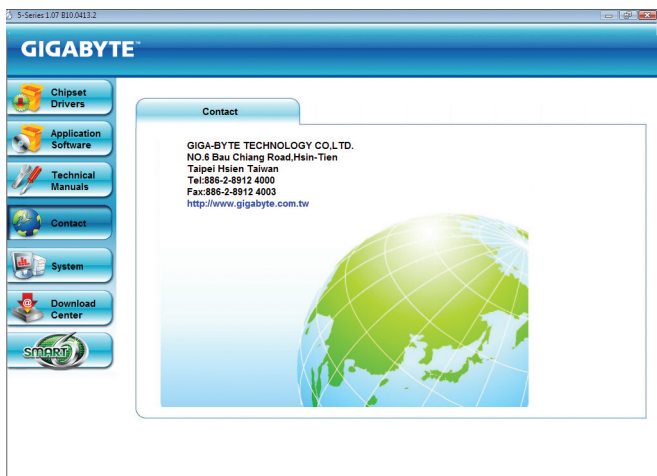 5-Series 1.07 B10.0413.2
GIGABYTE™
Chipset
Drivers
Application
Software
Technical
Manuals
Contact
System
Download
Center
SMART6
Contact
GIGA-BYTE TECHNOLOGY CO,LTD.
NO.6 Bau Chiang Road,Hsin-Tien
Taipei Hsien Taiwan
Tel:886-2-8912 4000
Fax:886-2-8912 4003
http://www.gigabyte.com.tw